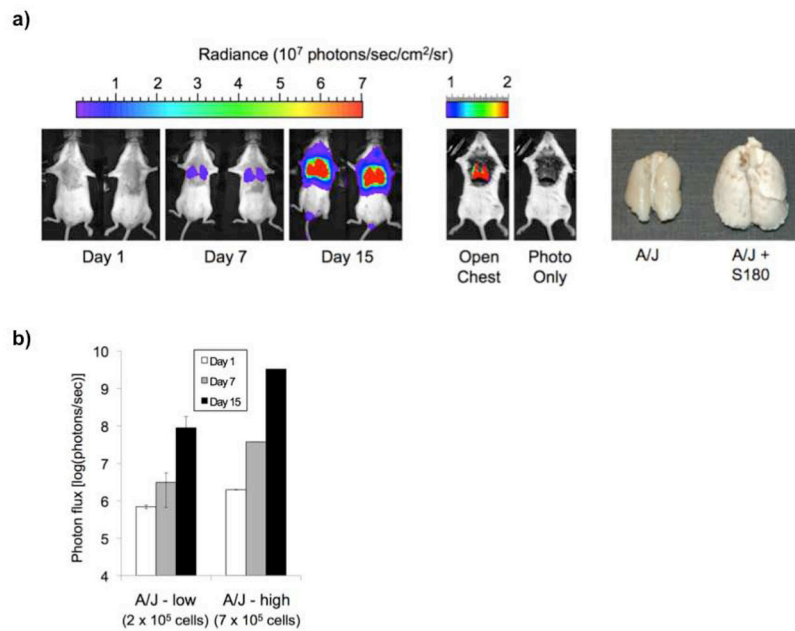 a)
Radiance (10⁷ photons/sec/cm²/sr)
1 2 3 4 5 6 7
1 2
Day 1
Day 7
Day 15
Open
Chest
Photo
Only
A/J
A/J +
S180
b)
Photon flux [log(photons/sec)]
10
9
8
7
6
5
4
Day 1
Day 7
Day 15
A/J - low
(2 x 10⁵ cells)
A/J - high
(7 x 10⁵ cells)